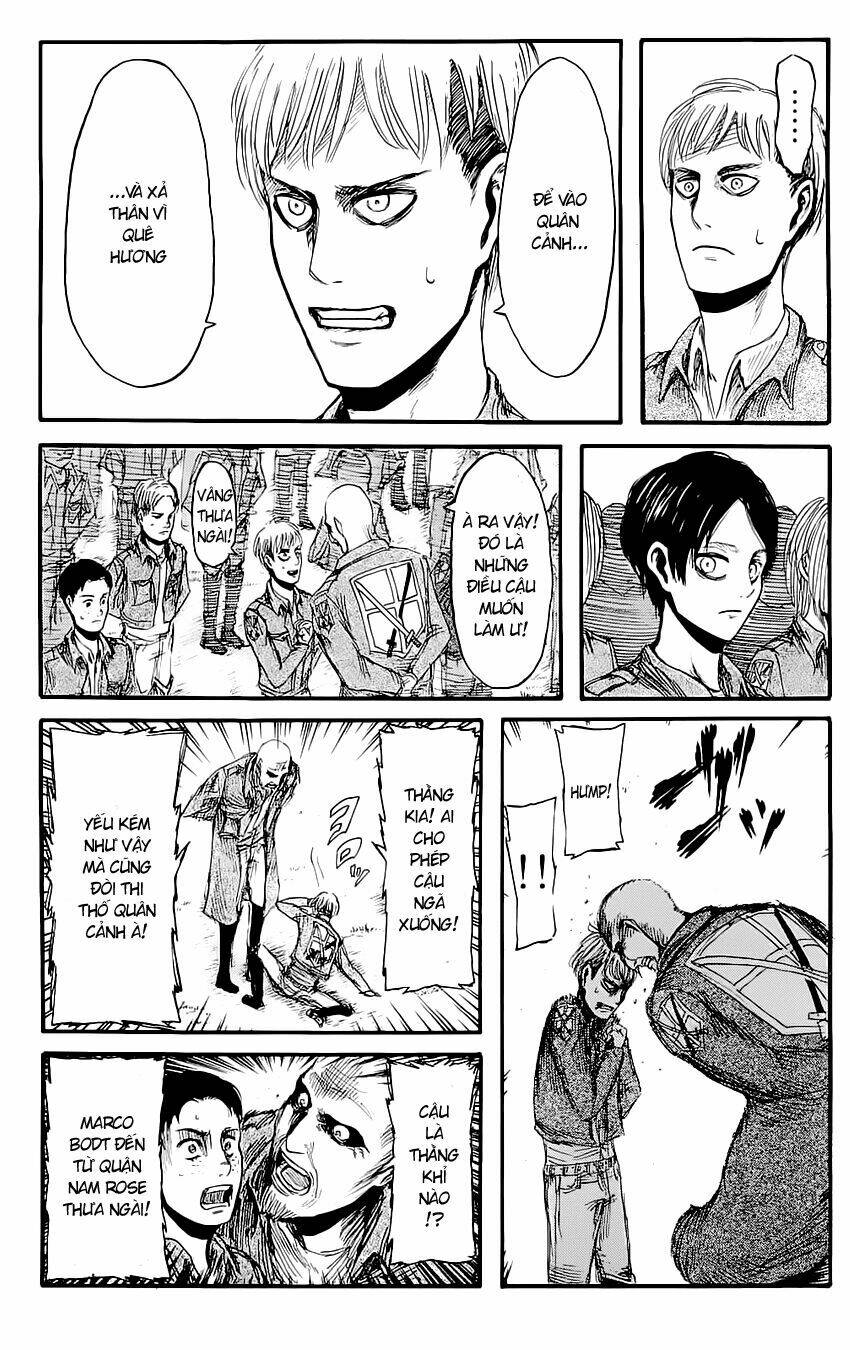 ......
ĐỂ VÀO
QUÂN
CẢNH...
...VÀ XẢ
THÂN VÌ
QUÊ
HƯƠNG
À RA VẬY!
ĐÓ LÀ
NHỮNG
ĐIỀU CẬU
MUỐN
LÀM Ư!
VÂNG
THƯA
NGÀI!
HUMP!
!!
THẰNG
KIA! AI
CHO
PHÉP
CẬU
NGÃ
XUỐNG!
YẾU KÉM
NHƯ VẬY
MÀ CŨNG
ĐÒI THI
THỐ QUÂN
CẢNH À!
CẬU
LÀ
THẰNG
KHỈ
NÀO
!?
MARCO
BODT ĐẾN
TỪ QUẬN
NAM ROSE
THƯA NGÀI!